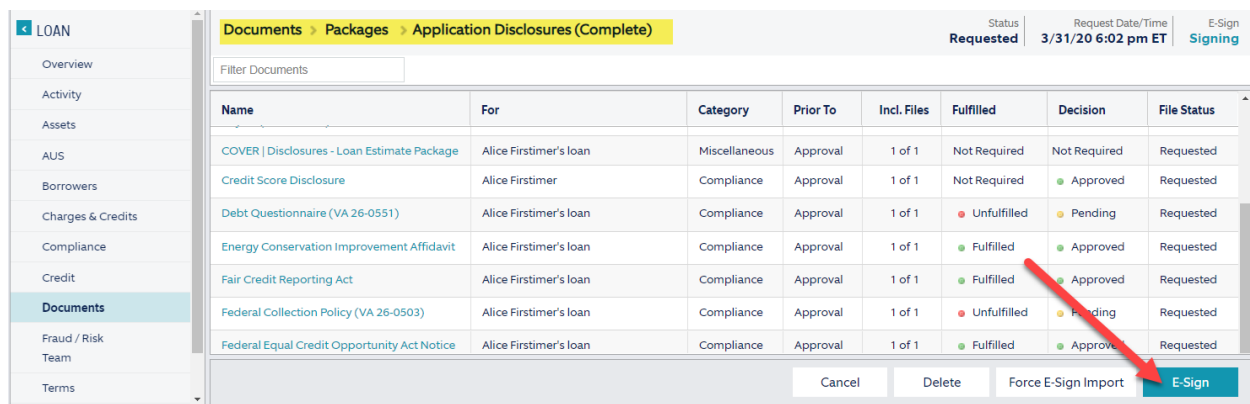 LOAN
Overview
Activity
Assets
AUS
Borrowers
Charges & Credits
Compliance
Credit
Documents
Fraud / Risk
Team
Terms
Documents > Packages > Application Disclosures (Complete)
Status Request Date/Time E-Sign
Requested 3/31/20 6:02 pm ET Signing
Filter Documents
Name For Category Prior To Incl. Files Fulfilled Decision File Status
COVER | Disclosures - Loan Estimate Package Alice Firstimer's loan Miscellaneous Approval 1 of 1 Not Required Not Required Requested
Credit Score Disclosure Alice Firstimer Compliance Approval 1 of 1 Not Required Approved Requested
Debt Questionnaire (VA 26-0551) Alice Firstimer's loan Compliance Approval 1 of 1 Unfulfilled Pending Requested
Energy Conservation Improvement Affidavit Alice Firstimer's loan Compliance Approval 1 of 1 Fulfilled Approved Requested
Fair Credit Reporting Act Alice Firstimer's loan Compliance Approval 1 of 1 Fulfilled Approved Requested
Federal Collection Policy (VA 26-0503) Alice Firstimer's loan Compliance Approval 1 of 1 Unfulfilled Pending Requested
Federal Equal Credit Opportunity Act Notice Alice Firstimer's loan Compliance Approval 1 of 1 Fulfilled Approved Requested
Cancel Delete Force E-Sign Import E-Sign